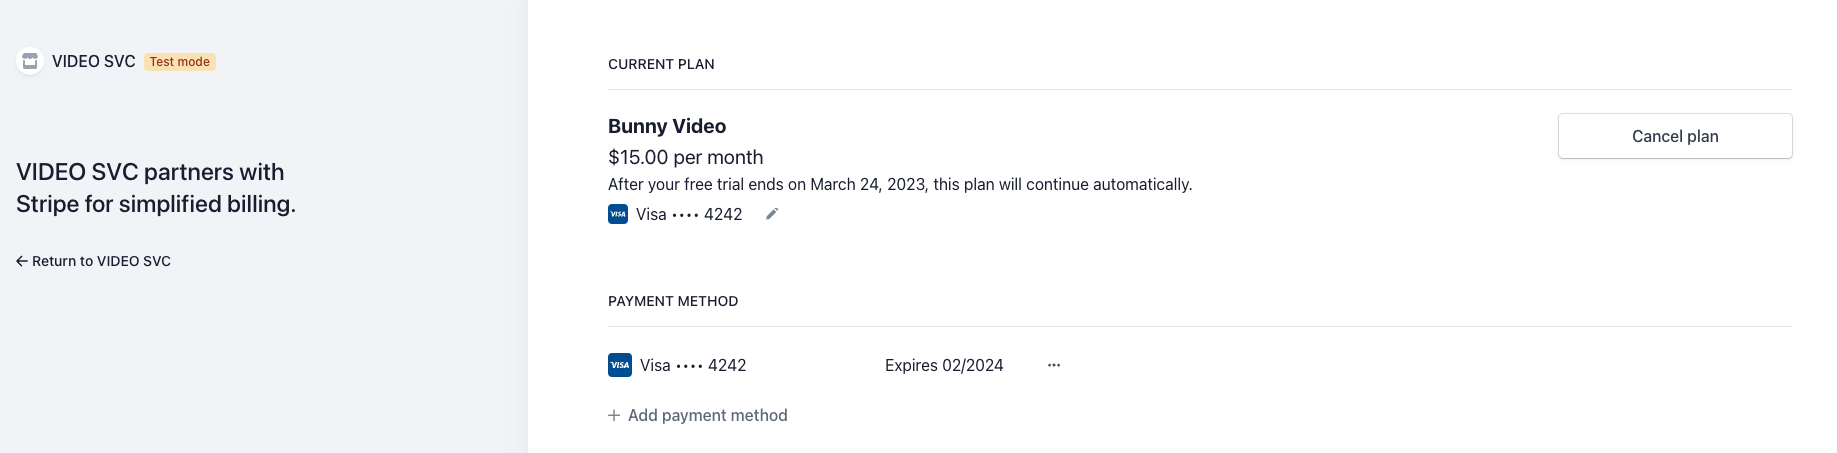 VIDEO SVC Test mode
VIDEO SVC partners with
Stripe for simplified billing.
← Return to VIDEO SVC
CURRENT PLAN
Bunny Video
Cancel plan
$15.00 per month
After your free trial ends on March 24, 2023, this plan will continue automatically.
VISA Visa •••• 4242
PAYMENT METHOD
VISA Visa •••• 4242 Expires 02/2024 •••
+ Add payment method